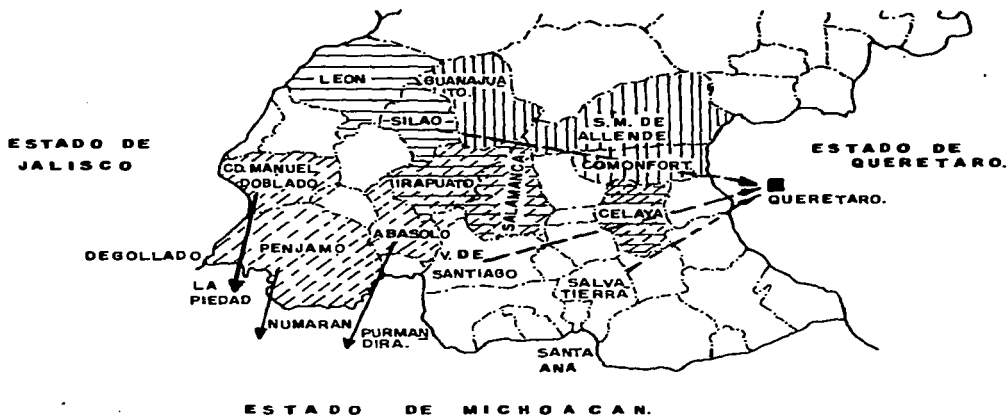 LEON
GUANAJUA
TO.
SILAO
S.M. DE
ALLENDE
ESTADO DE
JALISCO
ESTADO DE
QUERETARO.
COMONFORT
CD. MANUEL
DOBLADO
IRAPUATO
SALAMANCA
QUERETARO.
CELAYA
ABASOLO
PENJAMO
DEGOLLADO
V. DE
SANTIAGO
LA
PIEDAD
SALVA
TIERRA
NUMARAN
PURMAN
DIRA.
SANTA
ANA
ESTADO DE MICHOACAN.